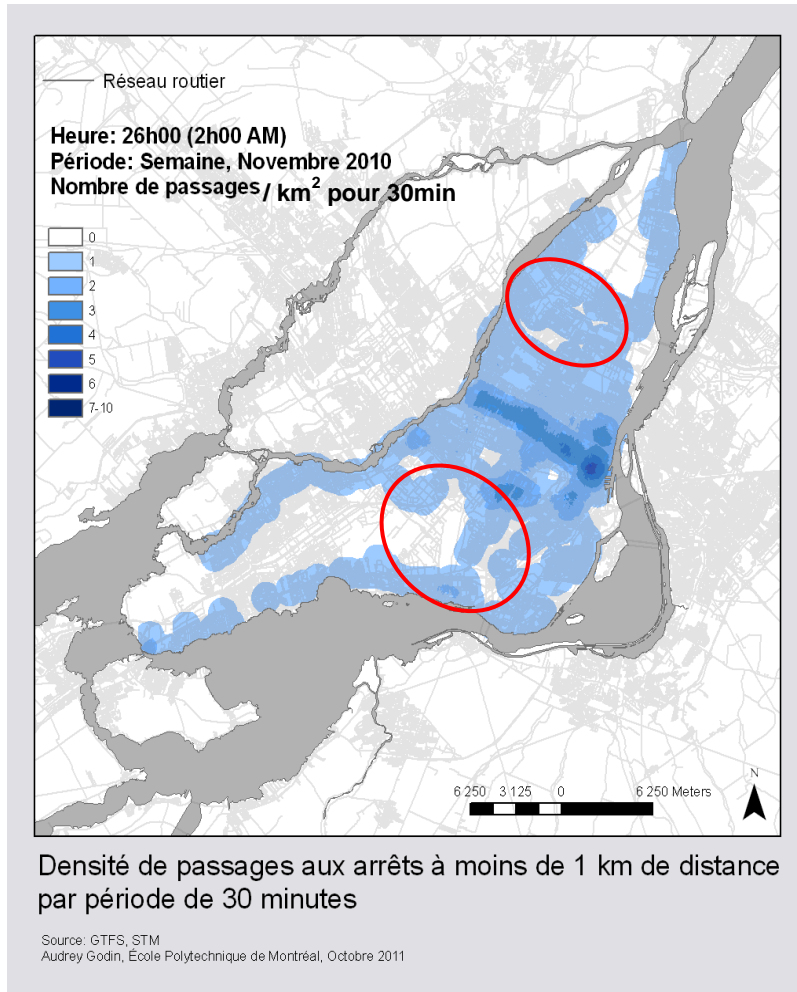 Réseau routier
Heure: 26h00 (2h00 AM)
Période: Semaine, Novembre 2010
Nombre de passages / km² pour 30min
0
1
2
3
4
5
6
7-10
N
6 250 3 125 0 6 250 Meters
Densité de passages aux arrêts à moins de 1 km de distance
par période de 30 minutes
Source: GTFS, STM
Audrey Godin, École Polytechnique de Montréal, Octobre 2011